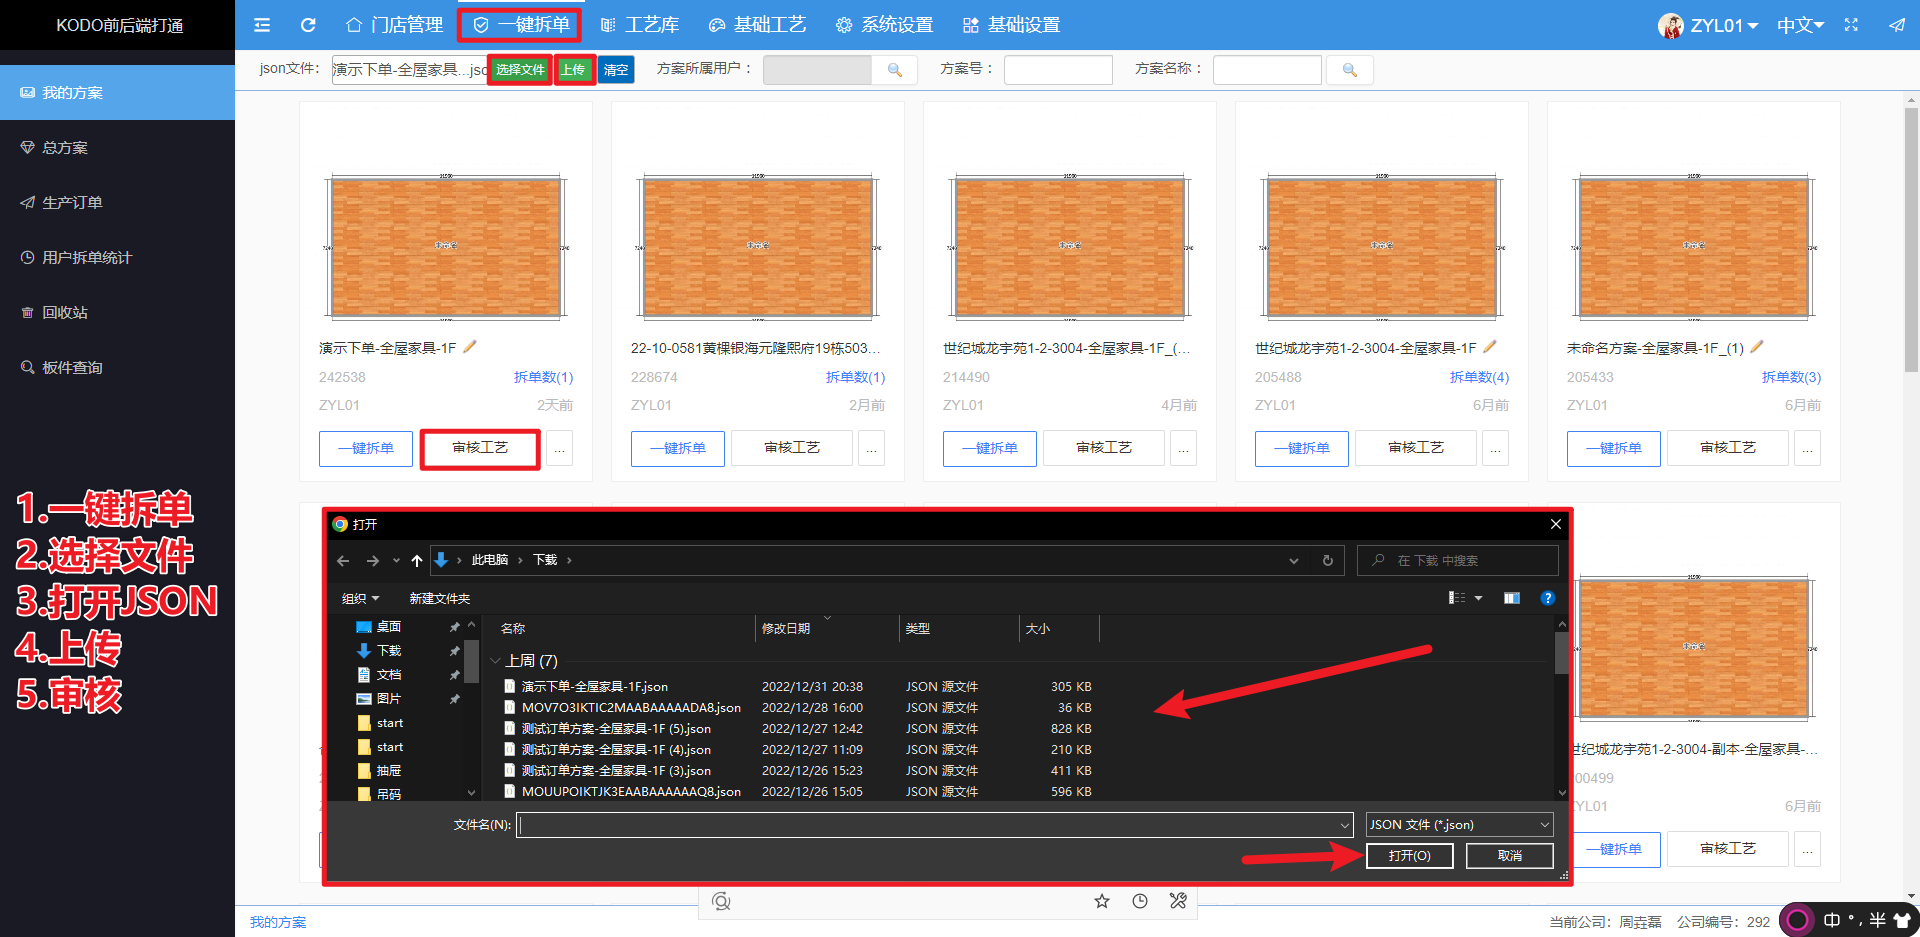 KODO前后端打通
门店管理
一键拆单
工艺库
基础工艺
系统设置
基础设置
ZYL01
中文
json文件：
演示下单-全屋家具...json
选择文件
上传
清空
方案所属用户：
方案号：
方案名称：
我的方案
总方案
生产订单
用户拆单统计
回收站
板件查询
1.一键拆单
2.选择文件
3.打开JSON
4.上传
5.审核
演示下单-全屋家具-1F
242538
拆单数(1)
ZYL01
2天前
一键拆单
审核工艺
...
22-10-0581黄棵银海元隆熙府19栋503...
228674
拆单数(1)
ZYL01
2月前
一键拆单
审核工艺
...
世纪城龙宇苑1-2-3004-全屋家具-1F_(...
214490
ZYL01
4月前
一键拆单
审核工艺
...
世纪城龙宇苑1-2-3004-全屋家具-1F
205488
拆单数(4)
ZYL01
6月前
一键拆单
审核工艺
...
未命名方案-全屋家具-1F_(1)
205433
拆单数(3)
ZYL01
6月前
一键拆单
审核工艺
...
打开
此电脑
下载
在 下载 中搜索
组织
新建文件夹
桌面
下载
文档
图片
start
start
抽屉
吊码
名称
修改日期
类型
大小
上周 (7)
演示下单-全屋家具-1F.json 2022/12/31 20:38 JSON 源文件 305 KB
MOV7O3IKTIC2MAABAAAAADA8.json 2022/12/28 16:00 JSON 源文件 36 KB
测试订单方案-全屋家具-1F (5).json 2022/12/27 12:42 JSON 源文件 828 KB
测试订单方案-全屋家具-1F (4).json 2022/12/27 11:09 JSON 源文件 210 KB
测试订单方案-全屋家具-1F (3).json 2022/12/26 15:23 JSON 源文件 411 KB
MOUUPOIKTJK3EAABAAAAAAQ8.json 2022/12/26 15:05 JSON 源文件 596 KB
文件名(N):
JSON 文件 (*.json)
打开(O)
取消
世纪城龙宇苑1-2-3004-副本-全屋家具-...
00499
ZYL01
6月前
一键拆单
审核工艺
...
我的方案
当前公司：周垚磊
公司编号：292
中 °, 半